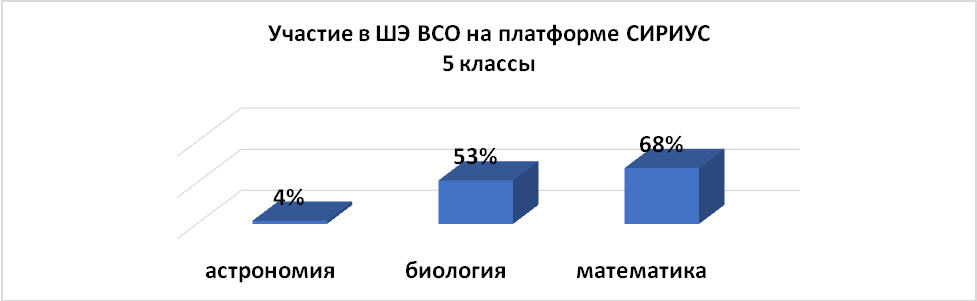 Участие в ШЭ ВСО на платформе СИРИУС
5 классы
4%
53%
68%
астрономия
биология
математика